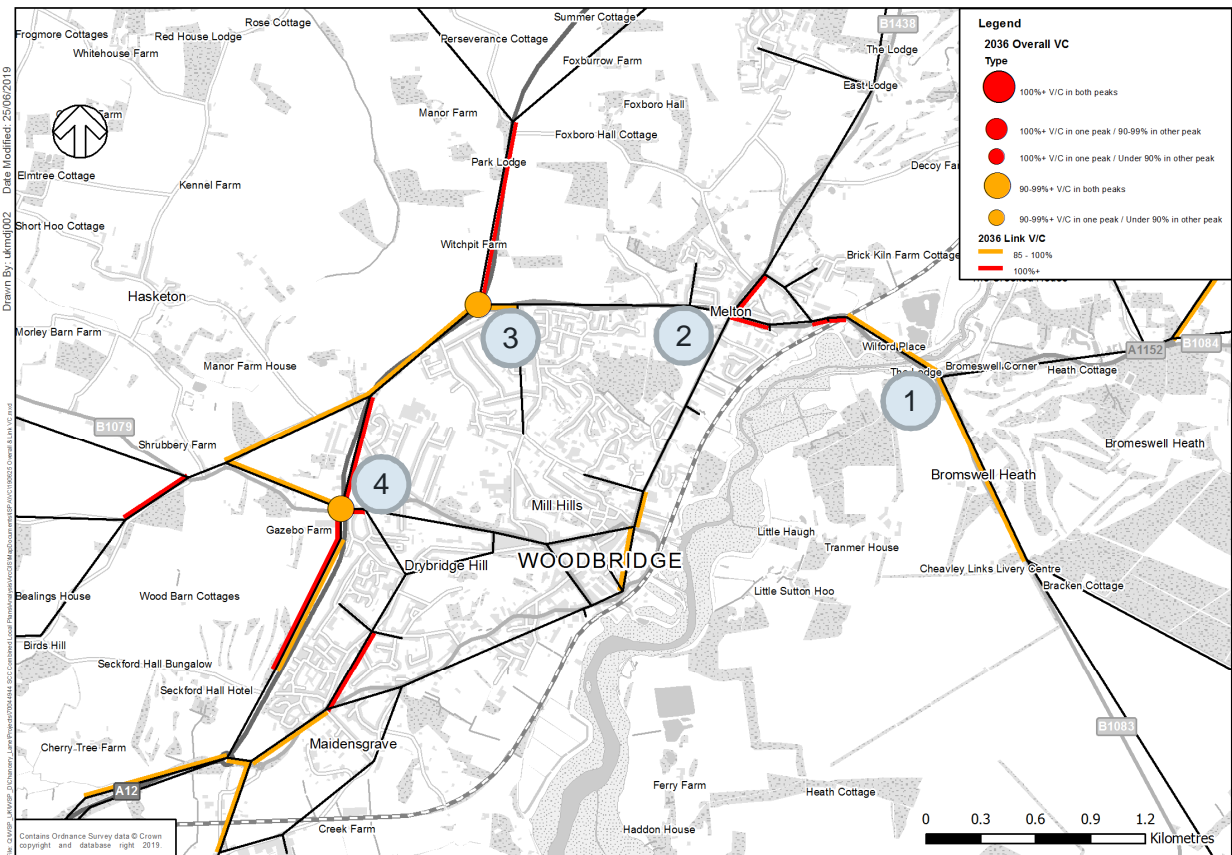 Frogmore Cottages
Whitehouse Farm
Red House Lodge
Rose Cottage
Summer Cottage
Perseverance Cottage
Foxburrow Farm
B1438
The Lodge
East Lodge
Legend
2036 Overall VC
Type
100%+ V/C in both peaks
100%+ V/C in one peak / 90-99% in other peak
100%+ V/C in one peak / Under 90% in other peak
90-99%+ V/C in both peaks
90-99%+ V/C in one peak / Under 90% in other peak
2036 Link V/C
85 - 100%
100%+
Manor Farm
Foxboro Hall
Foxboro Hall Cottage
Park Lodge
Elmtree Cottage
Kennel Farm
Short Hoo Cottage
Witchpit Farm
Brick Kiln Farm Cottage
Hasketon
Morley Barn Farm
Manor Farm House
3
2
Melton
Wilford Place
The Lodge
Bromeswell Corner
Heath Cottage
A1152
B1084
1
B1079
Shrubbery Farm
Bromeswell Heath
Bromswell Heath
4
Mill Hills
Gazebo Farm
Little Haugh
Tranmer House
WOODBRIDGE
Drybridge Hill
Cheavley Links Livery Centre
Bracken Cottage
Little Sutton Hoo
Bealings House
Wood Barn Cottages
Birds Hill
Seckford Hall Bungalow
Seckford Hall Hotel
Cherry Tree Farm
Maidensgrave
B1083
A12
Ferry Farm
Heath Cottage
Creek Farm
Haddon House
0 0.3 0.6 0.9 1.2
Kilometres
Contains Ordnance Survey data © Crown
copyright and database right 2019.
Drawn By: ukmdj002 Date Modified: 25/06/2019